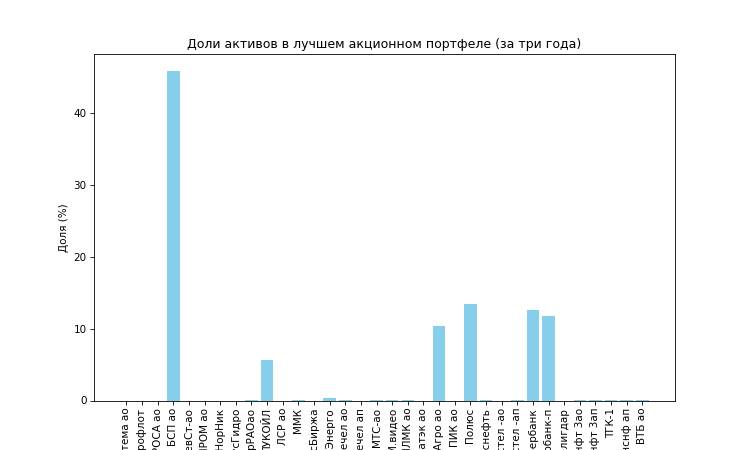 Доли активов в лучшем акционном портфеле (за три года)
Доля (%)
40
30
20
10
0
тема ао
рофлот
РОСА ао
БСП ао
евСт-ао
ПРОМ ао
НорНик
сГидро
рРАОао
ЛУКОЙЛ
ЛСР ао
ММК
сБиржа
Энерго
ечел ао
ечел ап
МТС-ао
М.видео
ЛМК ао
атэк ао
Агро ао
ПИК ао
Полюс
снефть
стел -ао
стел -ап
ербанк
рбанк-п
лигдар
нфт 3ао
нфт 3ап
ТГК-1
нснф ап
ВТБ ао